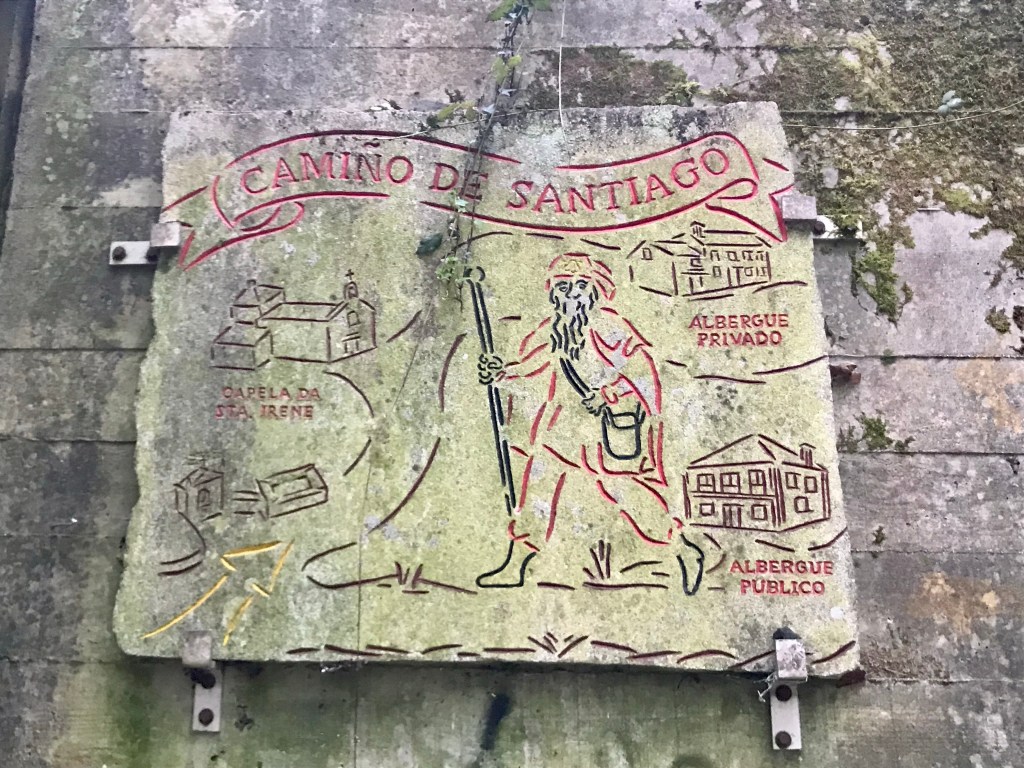 CAMIÑO DE SANTIAGO
ALBERGUE
PRIVADO
CAPELA DA
STA. IRENE
ALBERGUE
PÚBLICO